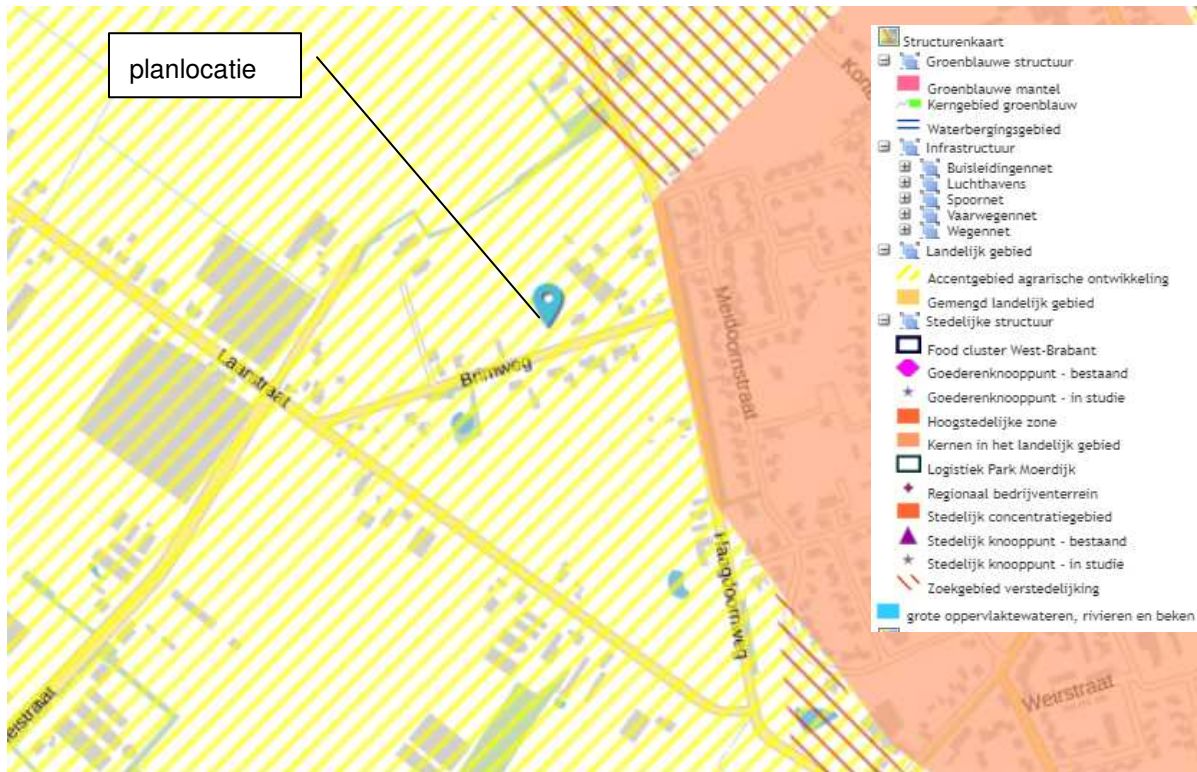 planlocatie
Meidoornstraat
Brimweg
Laarstraat
Haagdoornweg
Weirstraat
Structurenkaart
Groenblauwe structuur
Groenblauwe mantel
Kerngebied groenblauw
Waterbergingsgebied
Infrastructuur
Buisleidingennet
Luchthavens
Spoornet
Vaarwegennet
Wegennet
Landelijk gebied
Accentgebied agrarische ontwikkeling
Gemengd landelijk gebied
Stedelijke structuur
Food cluster West-Brabant
Goederenknooppunt - bestaand
Goederenknooppunt - in studie
Hoogstedelijke zone
Kernen in het landelijk gebied
Logistiek Park Moerdijk
Regionaal bedrijventerrein
Stedelijk concentratiegebied
Stedelijk knooppunt - bestaand
Stedelijk knooppunt - in studie
Zoekgebied verstedelijking
grote oppervlaktewateren, rivieren en beken